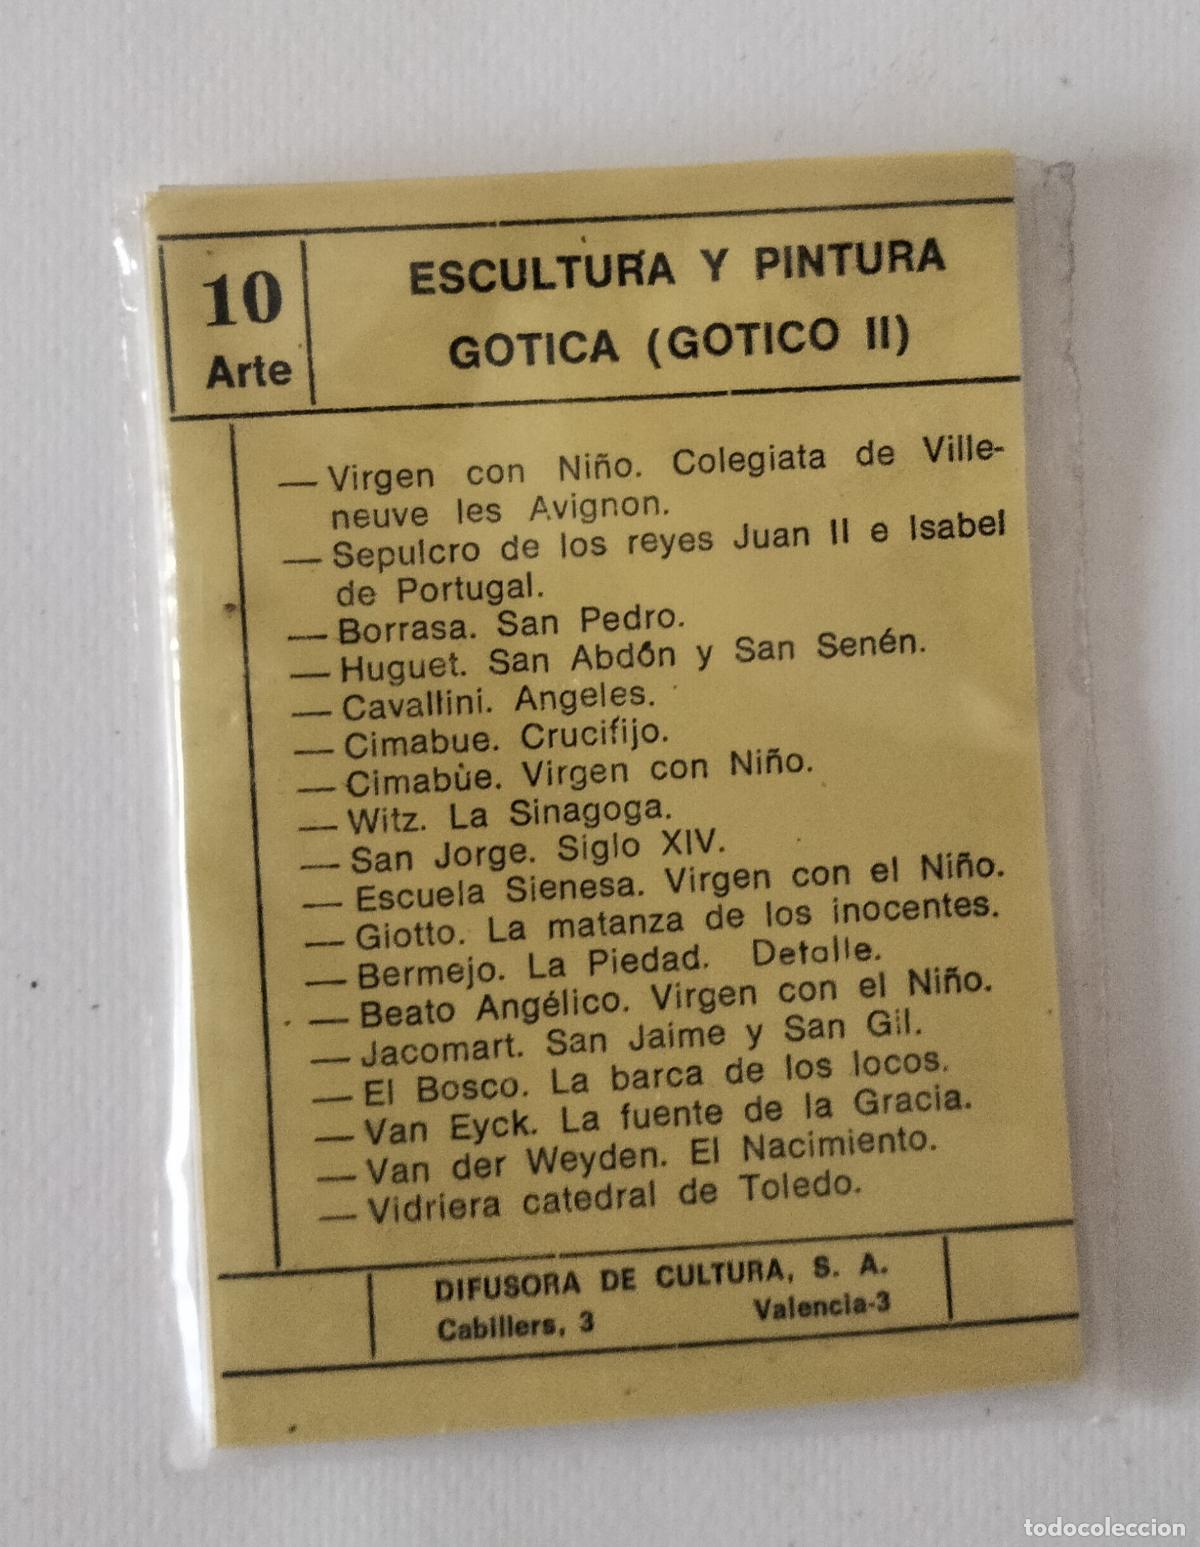 10
Arte
ESCULTURA Y PINTURA
GOTICA (GOTICO II)
— Virgen con Niño. Colegiata de Ville-
neuve les Avignon.
— Sepulcro de los reyes Juan II e Isabel
de Portugal.
— Borrasa. San Pedro.
— Huguet. San Abdón y San Senén.
— Cavallini. Angeles.
— Cimabue. Crucifijo.
— Cimabùe. Virgen con Niño.
— Witz. La Sinagoga.
— San Jorge. Siglo XIV.
— Escuela Sienesa. Virgen con el Niño.
— Giotto. La matanza de los inocentes.
— Bermejo. La Piedad. Detalle.
— Beato Angélico. Virgen con el Niño.
— Jacomart. San Jaime y San Gil.
— El Bosco. La barca de los locos.
— Van Eyck. La fuente de la Gracia.
— Van der Weyden. El Nacimiento.
— Vidriera catedral de Toledo.
DIFUSORA DE CULTURA, S. A.
Cabillers, 3 Valencia-3
todocoleccion